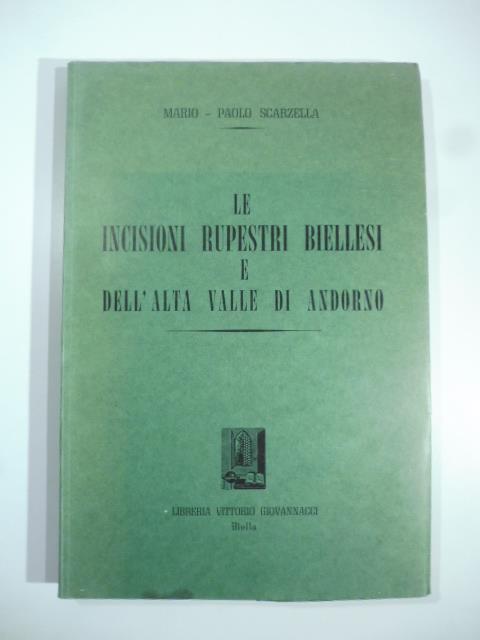 MARIO - PAOLO SCARZELLA
LE
INCISIONI RUPESTRI BIELLESI
E
DELL'ALTA VALLE DI ANDORNO
LIBRERIA VITTORIO GIOVANNACCI
Biella